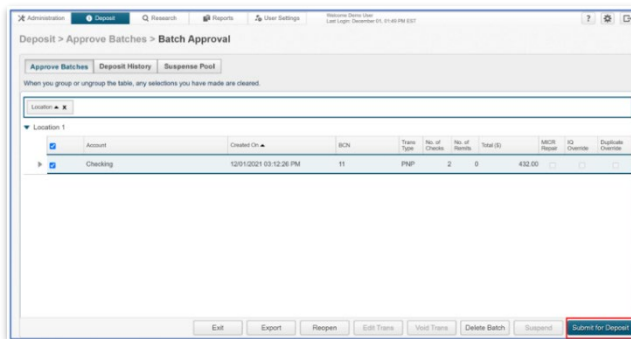 Administration Deposit Research Reports User Settings Welcome Demo User
Last Login: December 01, 01:49 PM EST
?
Deposit > Approve Batches > Batch Approval
Approve Batches Deposit History Suspense Pool
When you group or ungroup the table, any selections you have made are cleared.
Location x
Location 1
Account Created On BCN Trans Type No. of Checks No. of Remits Total ($) MICR Repair IQ Override Duplicate Override
Checking 12/01/2021 03:12:26 PM 11 PNP 2 0 432.00
Exit Export Reopen Edit Trans Void Trans Delete Batch Suspend Submit for Deposit